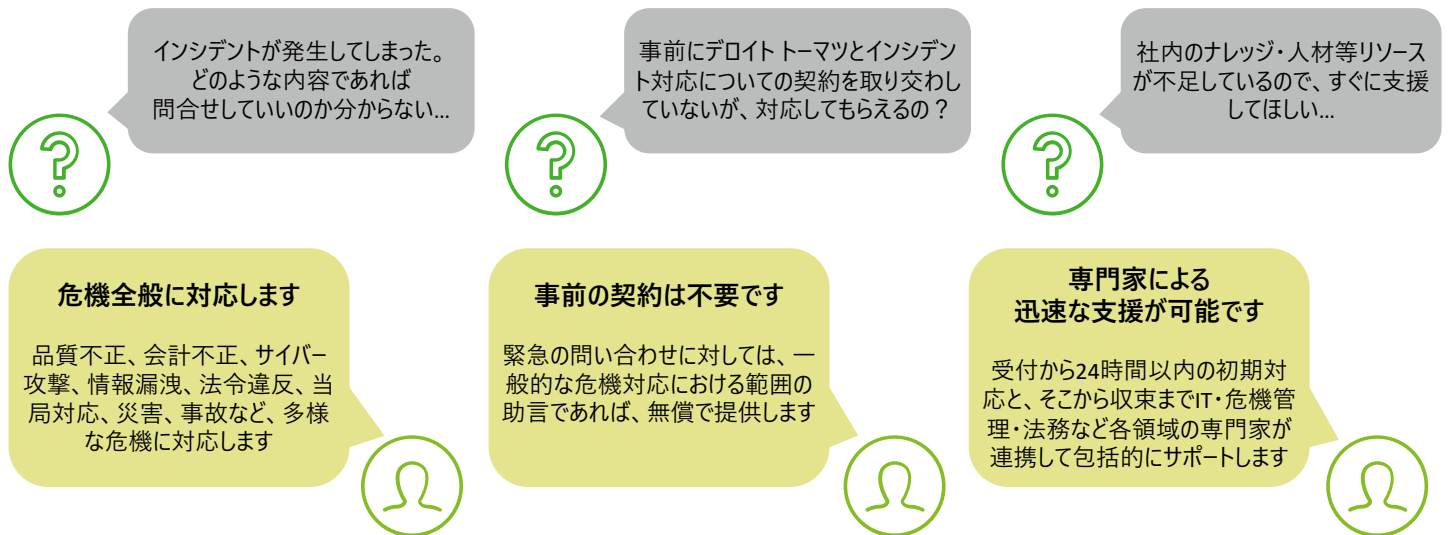 インシデントが発生してしまった。
どのような内容であれば
問合せしていいのか分からない...
事前にデロイト トーマツとインシデン
ト対応についての契約を取り交わし
ていないが、対応してもらえるの？
社内のナレッジ・人材等リソース
が不足しているので、すぐに支援
してほしい...
危機全般に対応します
品質不正、会計不正、サイバー
攻撃、情報漏洩、法令違反、当
局対応、災害、事故など、多様
な危機に対応します
事前の契約は不要です
緊急の問い合わせに対しては、一
般的な危機対応における範囲の
助言であれば、無償で提供します
専門家による
迅速な支援が可能です
受付から24時間以内の初期対
応と、そこから収束までIT・危機管
理・法務など各領域の専門家が
連携して包括的にサポートします